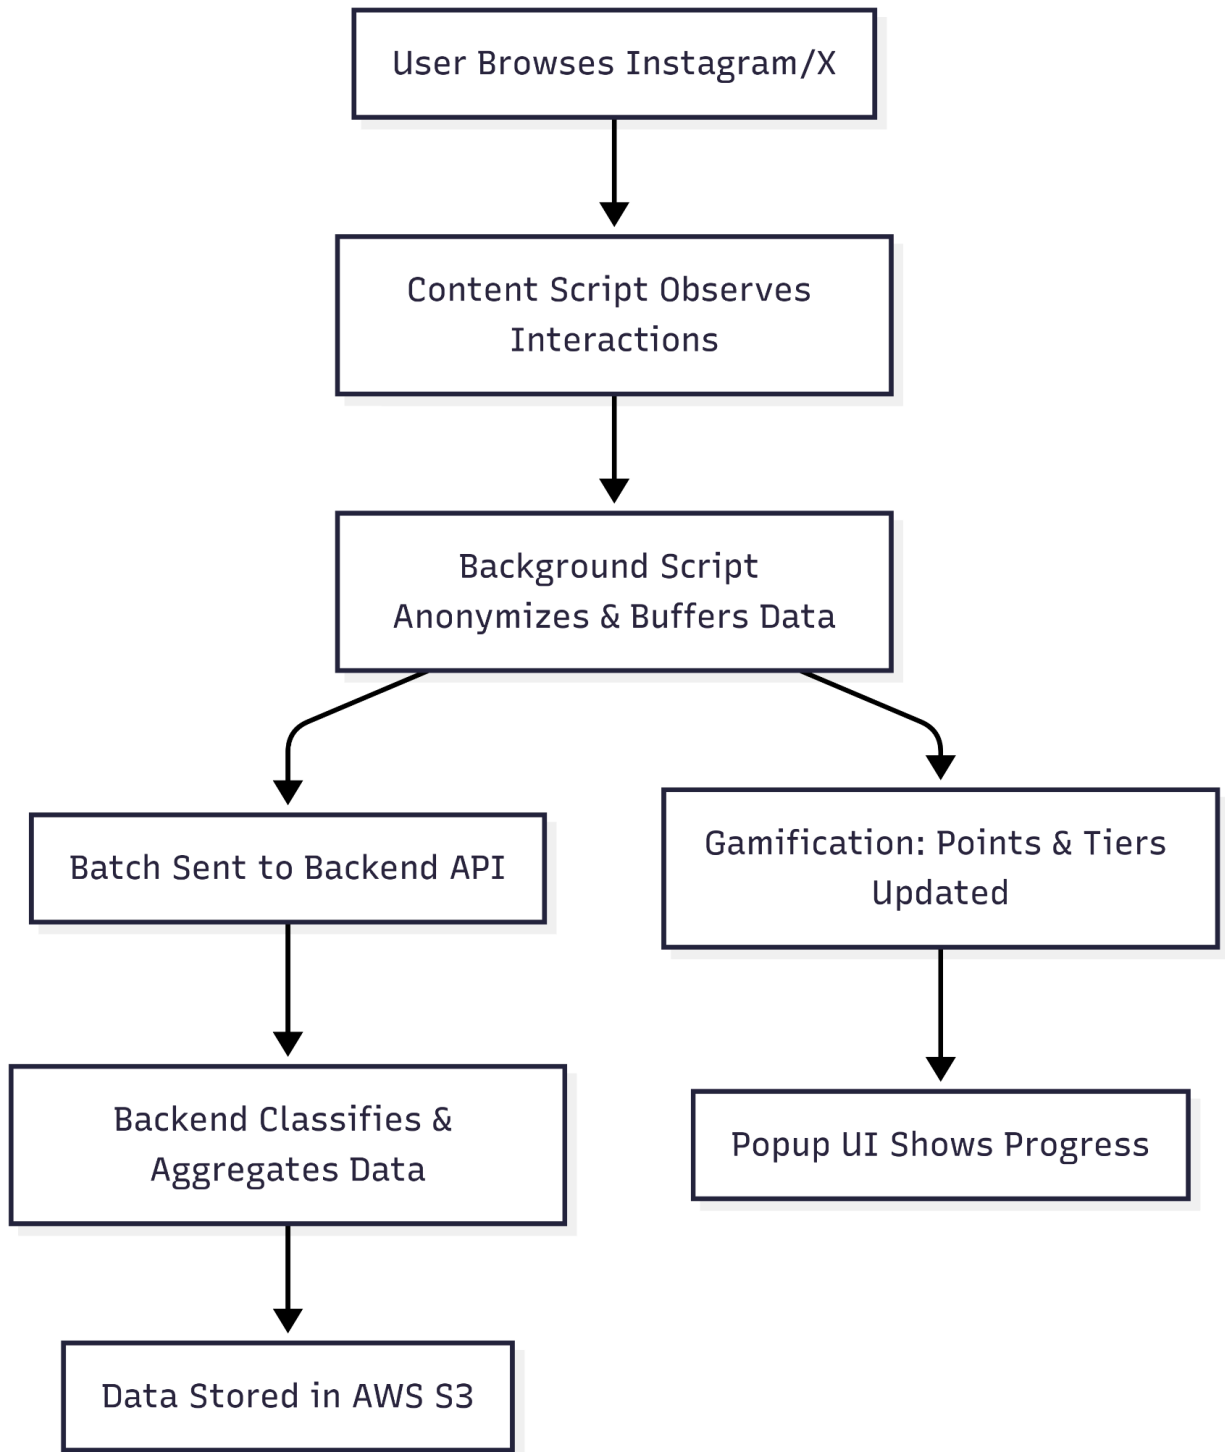 User Browses Instagram/X
Content Script Observes
Interactions
Background Script
Anonymizes & Buffers Data
Batch Sent to Backend API
Gamification: Points & Tiers
Updated
Backend Classifies &
Aggregates Data
Popup UI Shows Progress
Data Stored in AWS S3